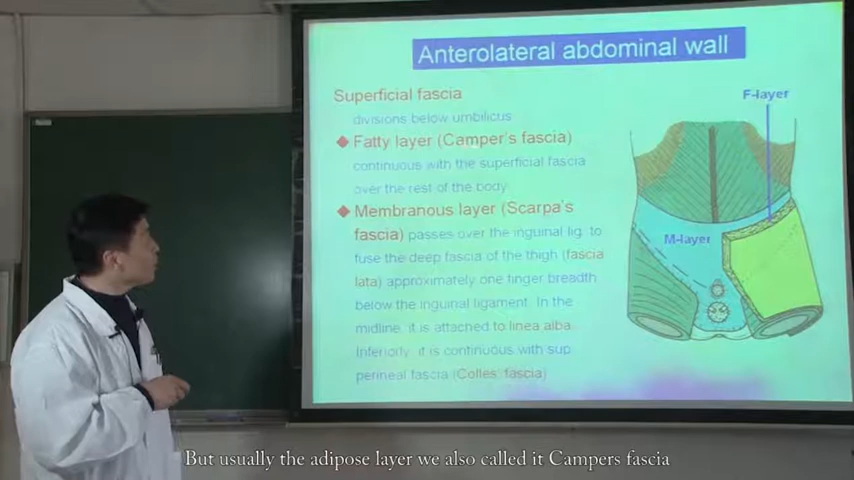 Anterolateral abdominal wall
Superficial fascia
divisions below umbilicus
◆ Fatty layer (Camper's fascia)
continuous with the superficial fascia
over the rest of the body
◆ Membranous layer (Scarpa's
fascia) passes over the inguinal lig. to
fuse the deep fascia of the thigh (fascia
lata) approximately one finger breadth
below the inguinal ligament. In the
midline, it is attached to linea alba.
Inferiorly, it is continuous with sup.
perineal fascia (Colles' fascia)
F-layer
M-layer
But usually the adipose layer we also called it Campers fascia